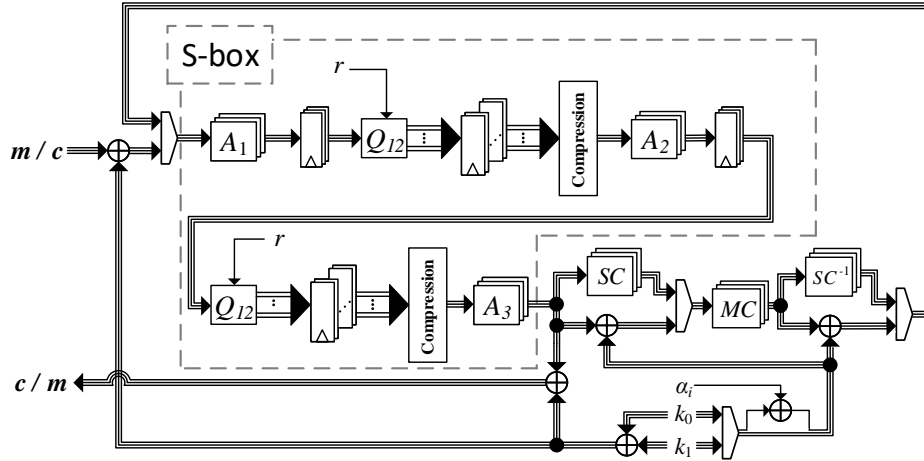 S-box
r
m / c
A1
Q12
Compression
A2
r
Q12
Compression
A3
SC
MC
SC-1
c / m
αi
k0
k1